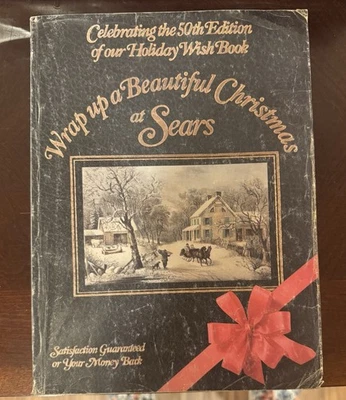 Celebrating the 50th Edition
of our Holiday Wish Book
Wrap up a Beautiful Christmas
at
Sears
Satisfaction Guaranteed
or Your Money Back